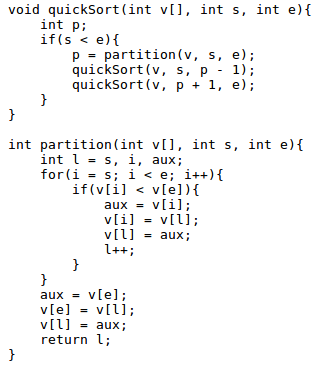 void quickSort(int v[], int s, int e){
    int p;
    if(s < e){
        p = partition(v, s, e);
        quickSort(v, s, p - 1);
        quickSort(v, p + 1, e);
    }
}

int partition(int v[], int s, int e){
    int l = s, i, aux;
    for(i = s; i < e; i++){
        if(v[i] < v[e]){
            aux = v[i];
            v[i] = v[l];
            v[l] = aux;
            l++;
        }
    }
    aux = v[e];
    v[e] = v[l];
    v[l] = aux;
    return l;
}